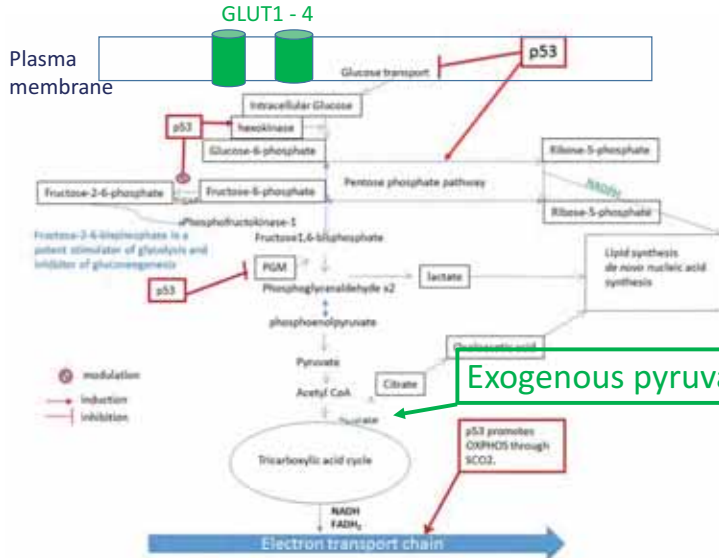 GLUT1 - 4
Plasma
membrane
p53
Glucose transport
Intracellular Glucose
p53
hexokinase
Glucose-6-phosphate
Ribose-5-phosphate
Pentose phosphate pathway
NADPH
Fructose-2-6-phosphate
Fructose-6-phosphate
Ribose-5-phosphate
Phosphofructokinase-1
Fructose-2-6-bisphosphate is a
potent stimulator of glycolysis and
inhibitor of gluconeogenesis
Fructose1,6-bisphosphate
Lipid synthesis
de novo nucleic acid
synthesis
PGM
p53
lactate
Phosphoglyceraldehyde x2
phosphoenolpyruvate
Oxaloacetic acid
Pyruvate
modulation
Exogenous pyruva
Citrate
Acetyl CoA
induction
inhibition
p53 promotes
OXPHOS through
SCO2.
Tricarboxylic acid cycle
NADH
FADH₂
Electron transport chain